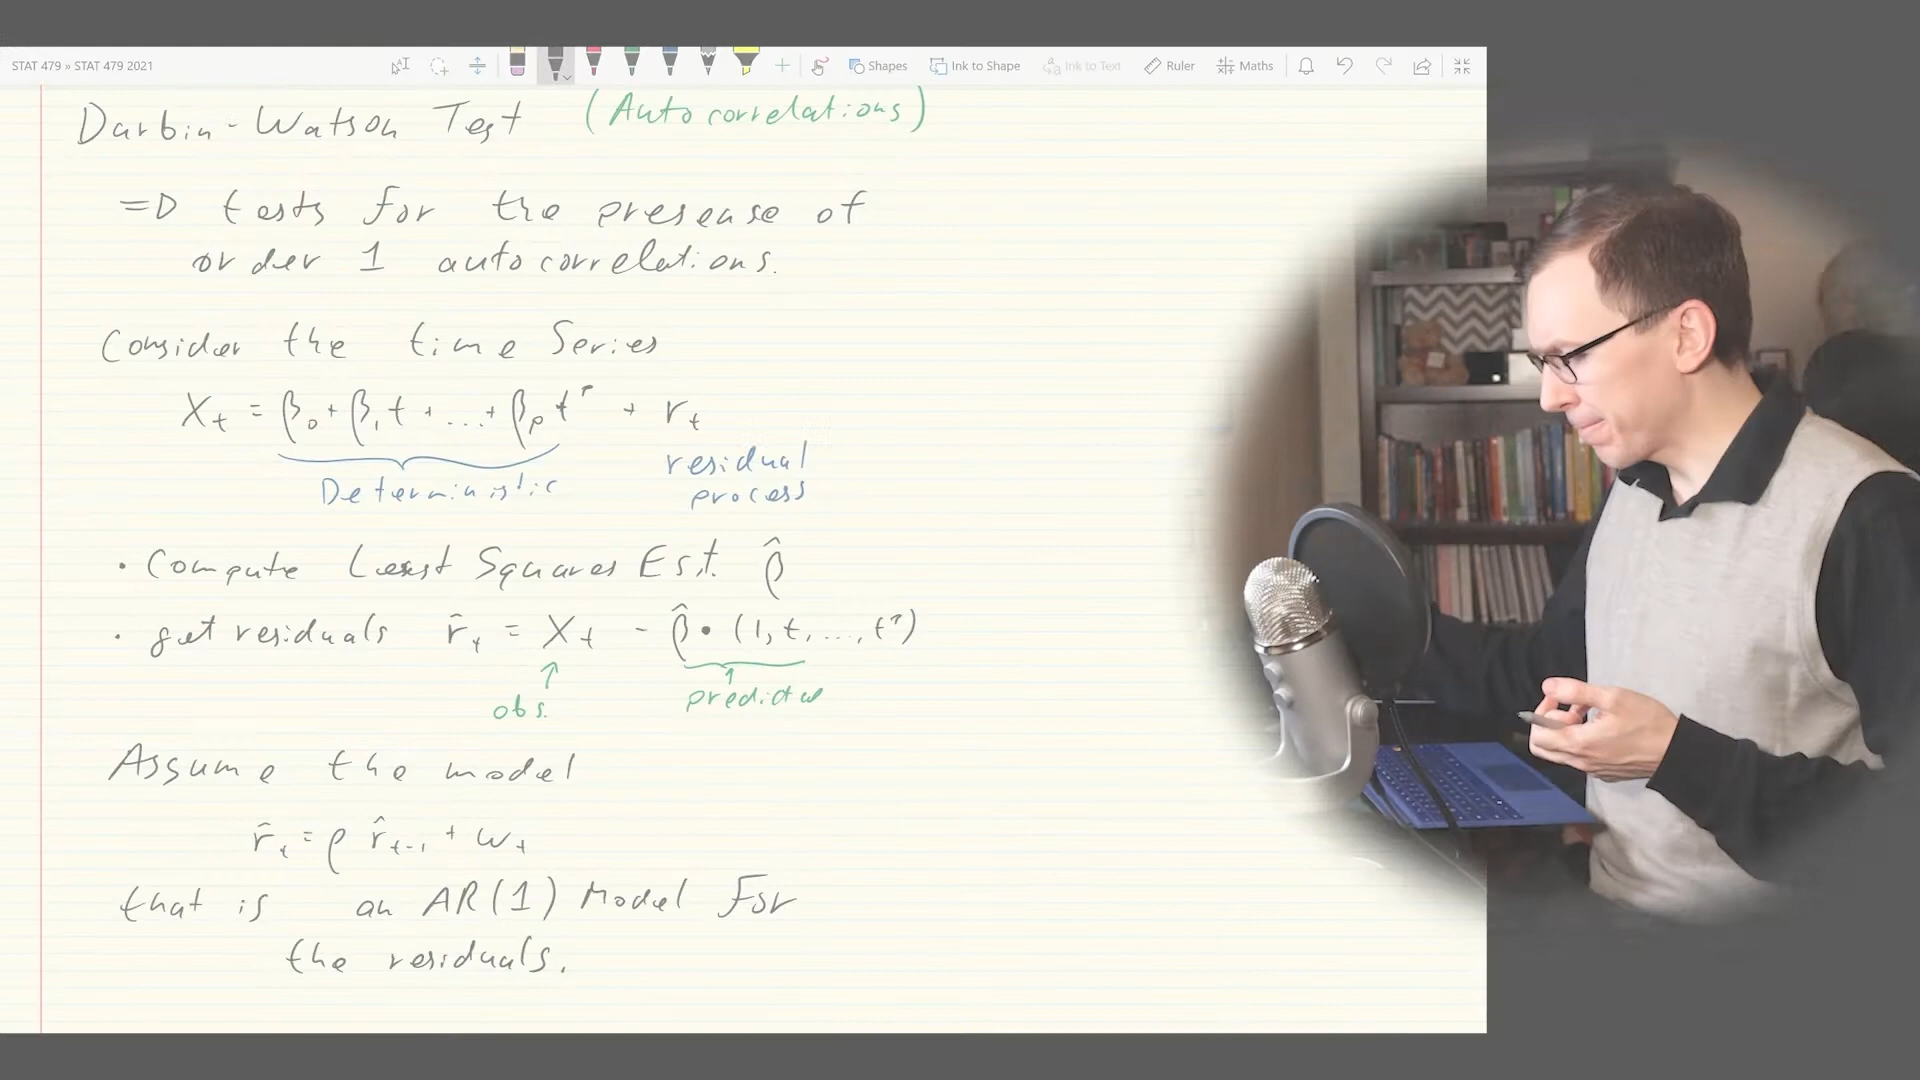 STAT 479 » STAT 479 2021
Shapes Ink to Shape Ink to Text Ruler Maths
Darbin-Watson Test (Autocorrelations)
=D tests for the presense of
order 1 autocorrelations.
Consider the time Series
X_t = β_0 + β_1 t + ... + β_p t^p + r_t
Deterministic
residual
process
· Compute Least Squares Est. β̂
· get residuals r̂_t = X_t - β̂ • (1, t, ..., t^p)
↑ ↑
obs. predicted
Assume the model
r̂_t = ρ r̂_t-1 + w_t
that is an AR(1) Model For
the residuals.